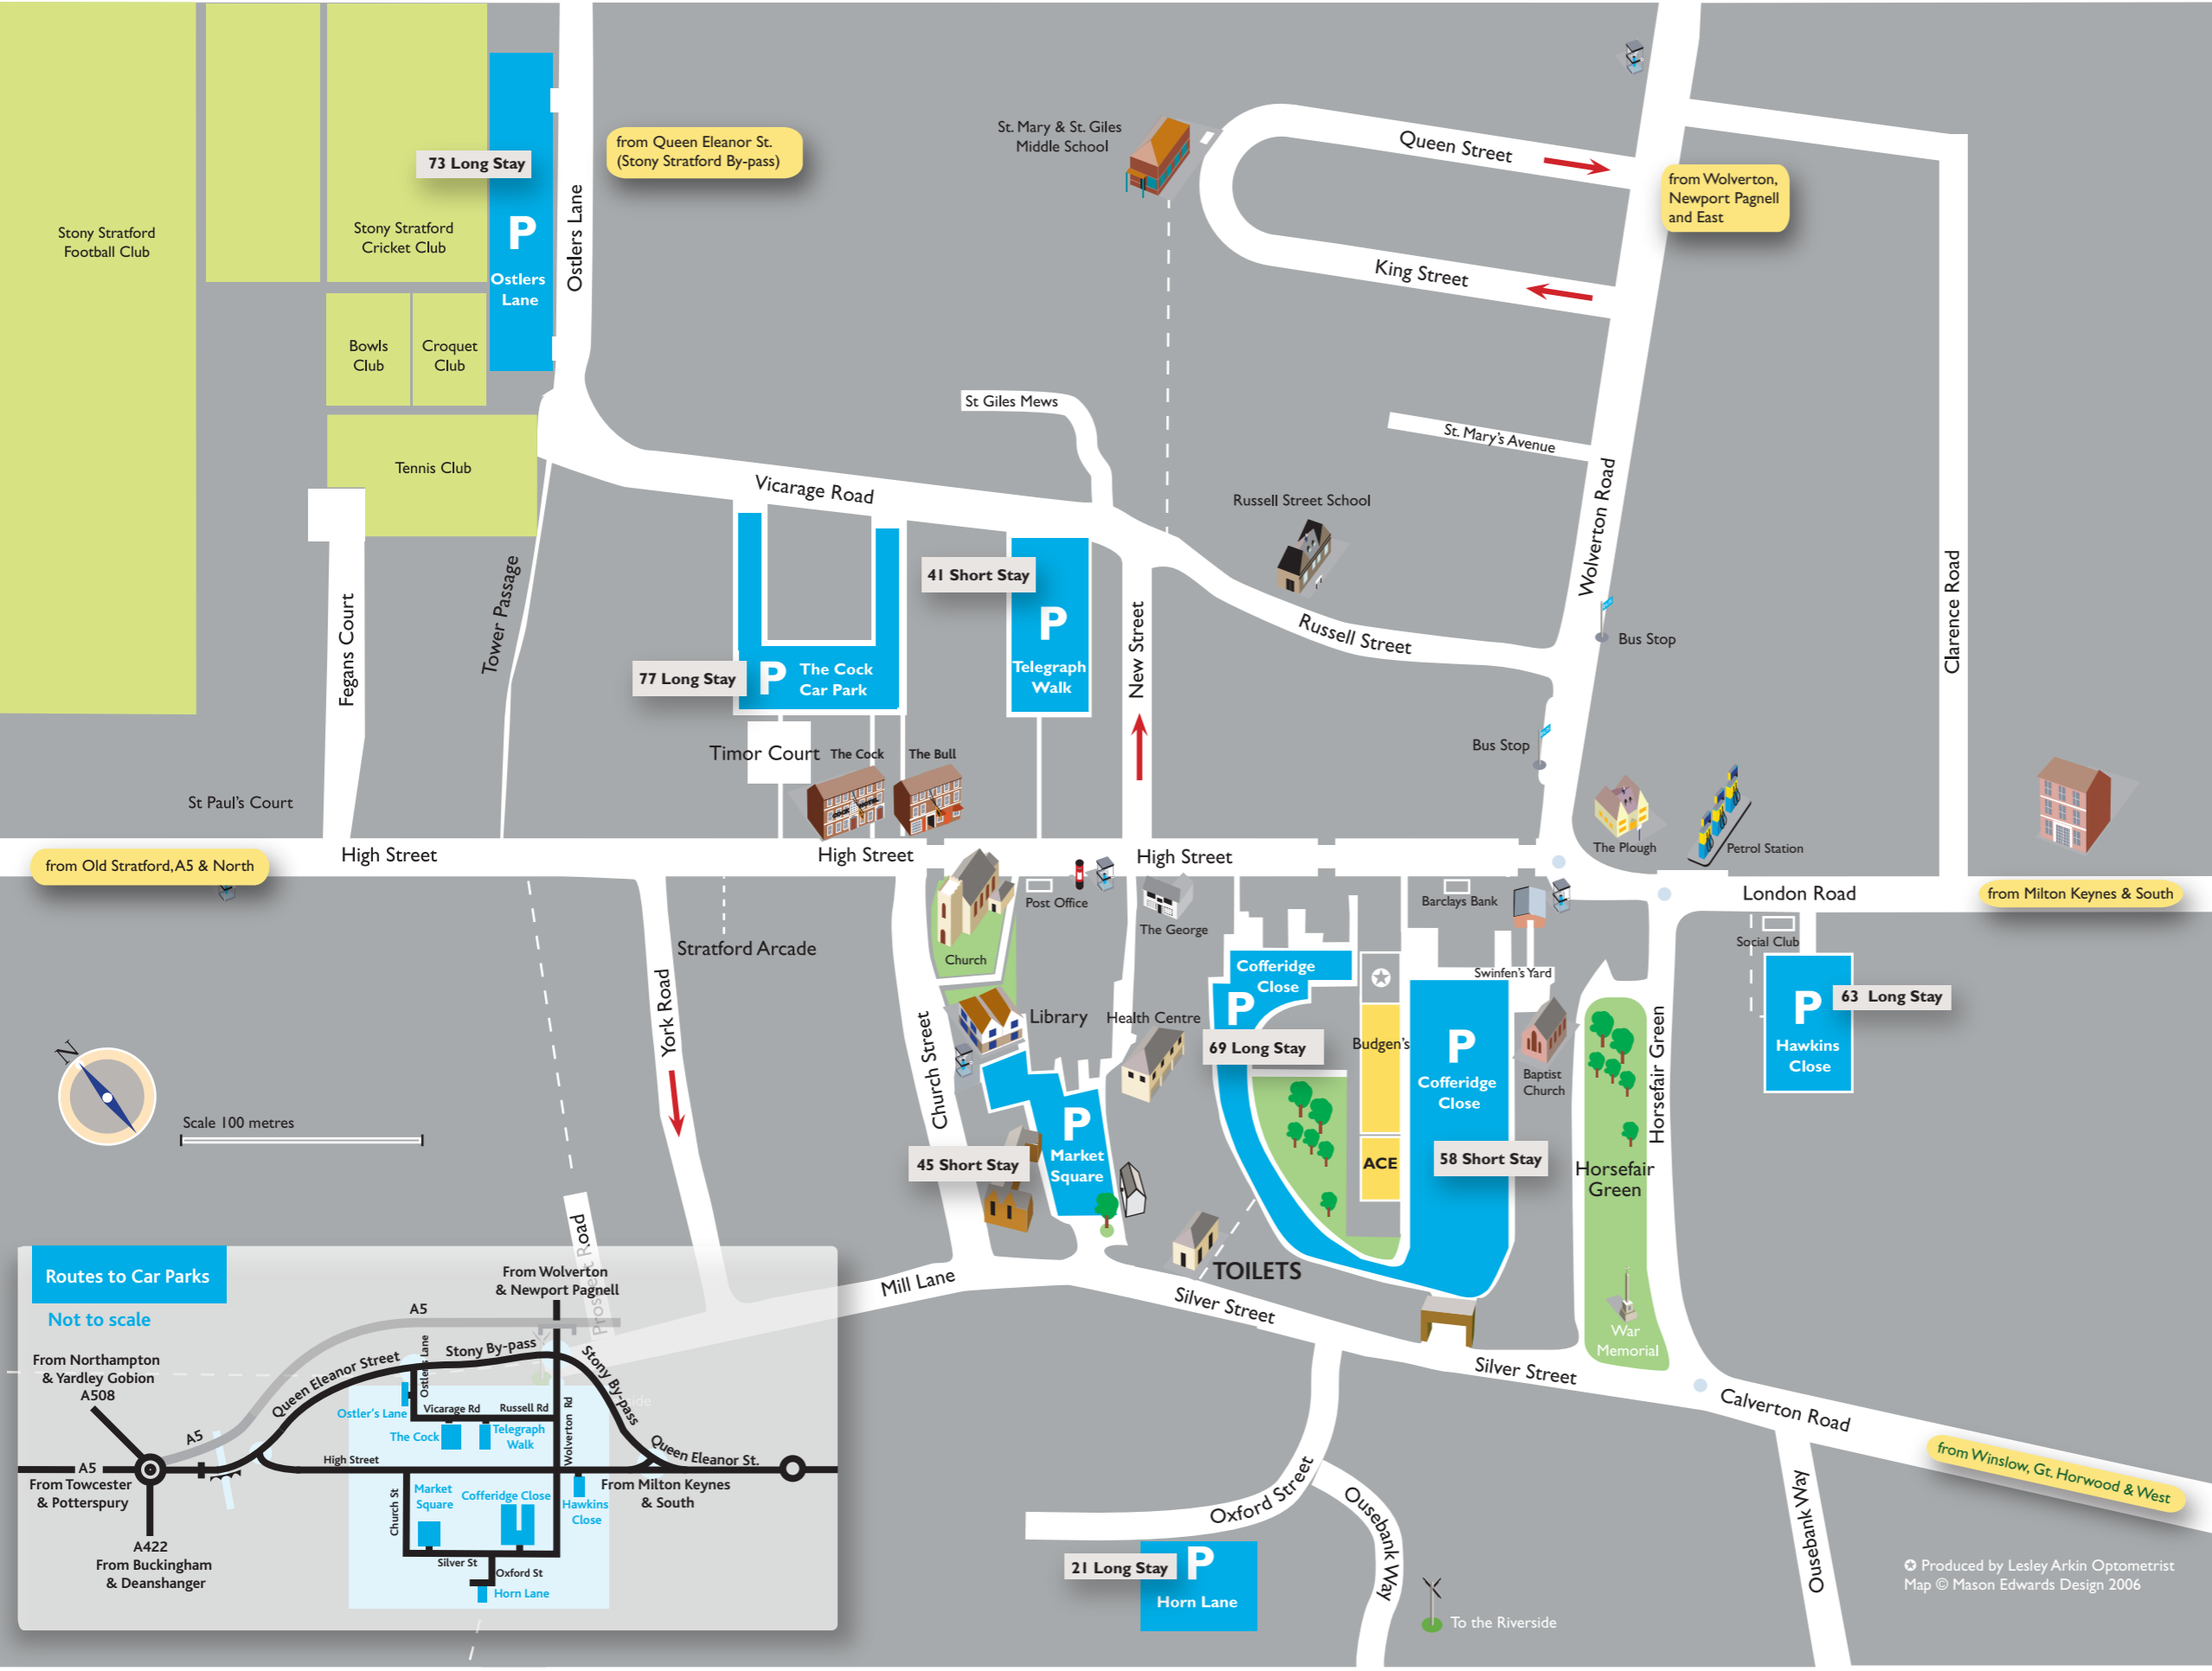 St. Mary & St. Giles
Middle School
Queen Street
from Queen Eleanor St.
(Stony Stratford By-pass)
73 Long Stay
from Wolverton,
Newport Pagnell
and East
Stony Stratford
Football Club
Stony Stratford
Cricket Club
P
Ostlers
Lane
Ostlers Lane
King Street
Bowls
Club
Croquet
Club
St Giles Mews
St. Mary's Avenue
Tennis Club
Vicarage Road
Russell Street School
Wolverton Road
Clarence Road
Fegans Court
Tower Passage
41 Short Stay
P
Telegraph
Walk
New Street
Russell Street
Bus Stop
77 Long Stay
P
The Cock
Car Park
Timor Court
The Cock
The Bull
COCK HOTEL
Bus Stop
St Paul's Court
The Plough
Petrol Station
from Old Stratford, A5 & North
High Street
High Street
High Street
London Road
from Milton Keynes & South
Post Office
The George
Barclays Bank
Social Club
Stratford Arcade
Church
Cofferidge
Close
P
Swinfen's Yard
63 Long Stay
P
Hawkins
Close
York Road
Church Street
Library
Health Centre
69 Long Stay
Budgen's
P
Cofferidge
Close
Baptist
Church
Horsefair Green
N
Scale 100 metres
45 Short Stay
P
Market
Square
ACE
58 Short Stay
Horsefair
Green
Prospect Road
TOILETS
Mill Lane
Silver Street
War
Memorial
Silver Street
Calverton Road
from Winslow, Gt. Horwood & West
Oxford Street
Ousebank Way
Ousebank Way
21 Long Stay
P
Horn Lane
To the Riverside
Produced by Lesley Arkin Optometrist
Map © Mason Edwards Design 2006
Routes to Car Parks
Not to scale
From Wolverton
& Newport Pagnell
A5
From Northampton
& Yardley Gobion
A508
Queen Eleanor Street
Ostlers Lane
Stony By-pass
Stony By-pass
Ostler's Lane
Vicarage Rd
Russell Rd
Wolverton Rd
The Cock
Telegraph
Walk
A5
A5
From Towcester
& Potterspury
High Street
Queen Eleanor St.
From Milton Keynes
& South
Church St
Market
Square
Cofferidge Close
Hawkins
Close
A422
From Buckingham
& Deanshanger
Silver St
Oxford St
Horn Lane